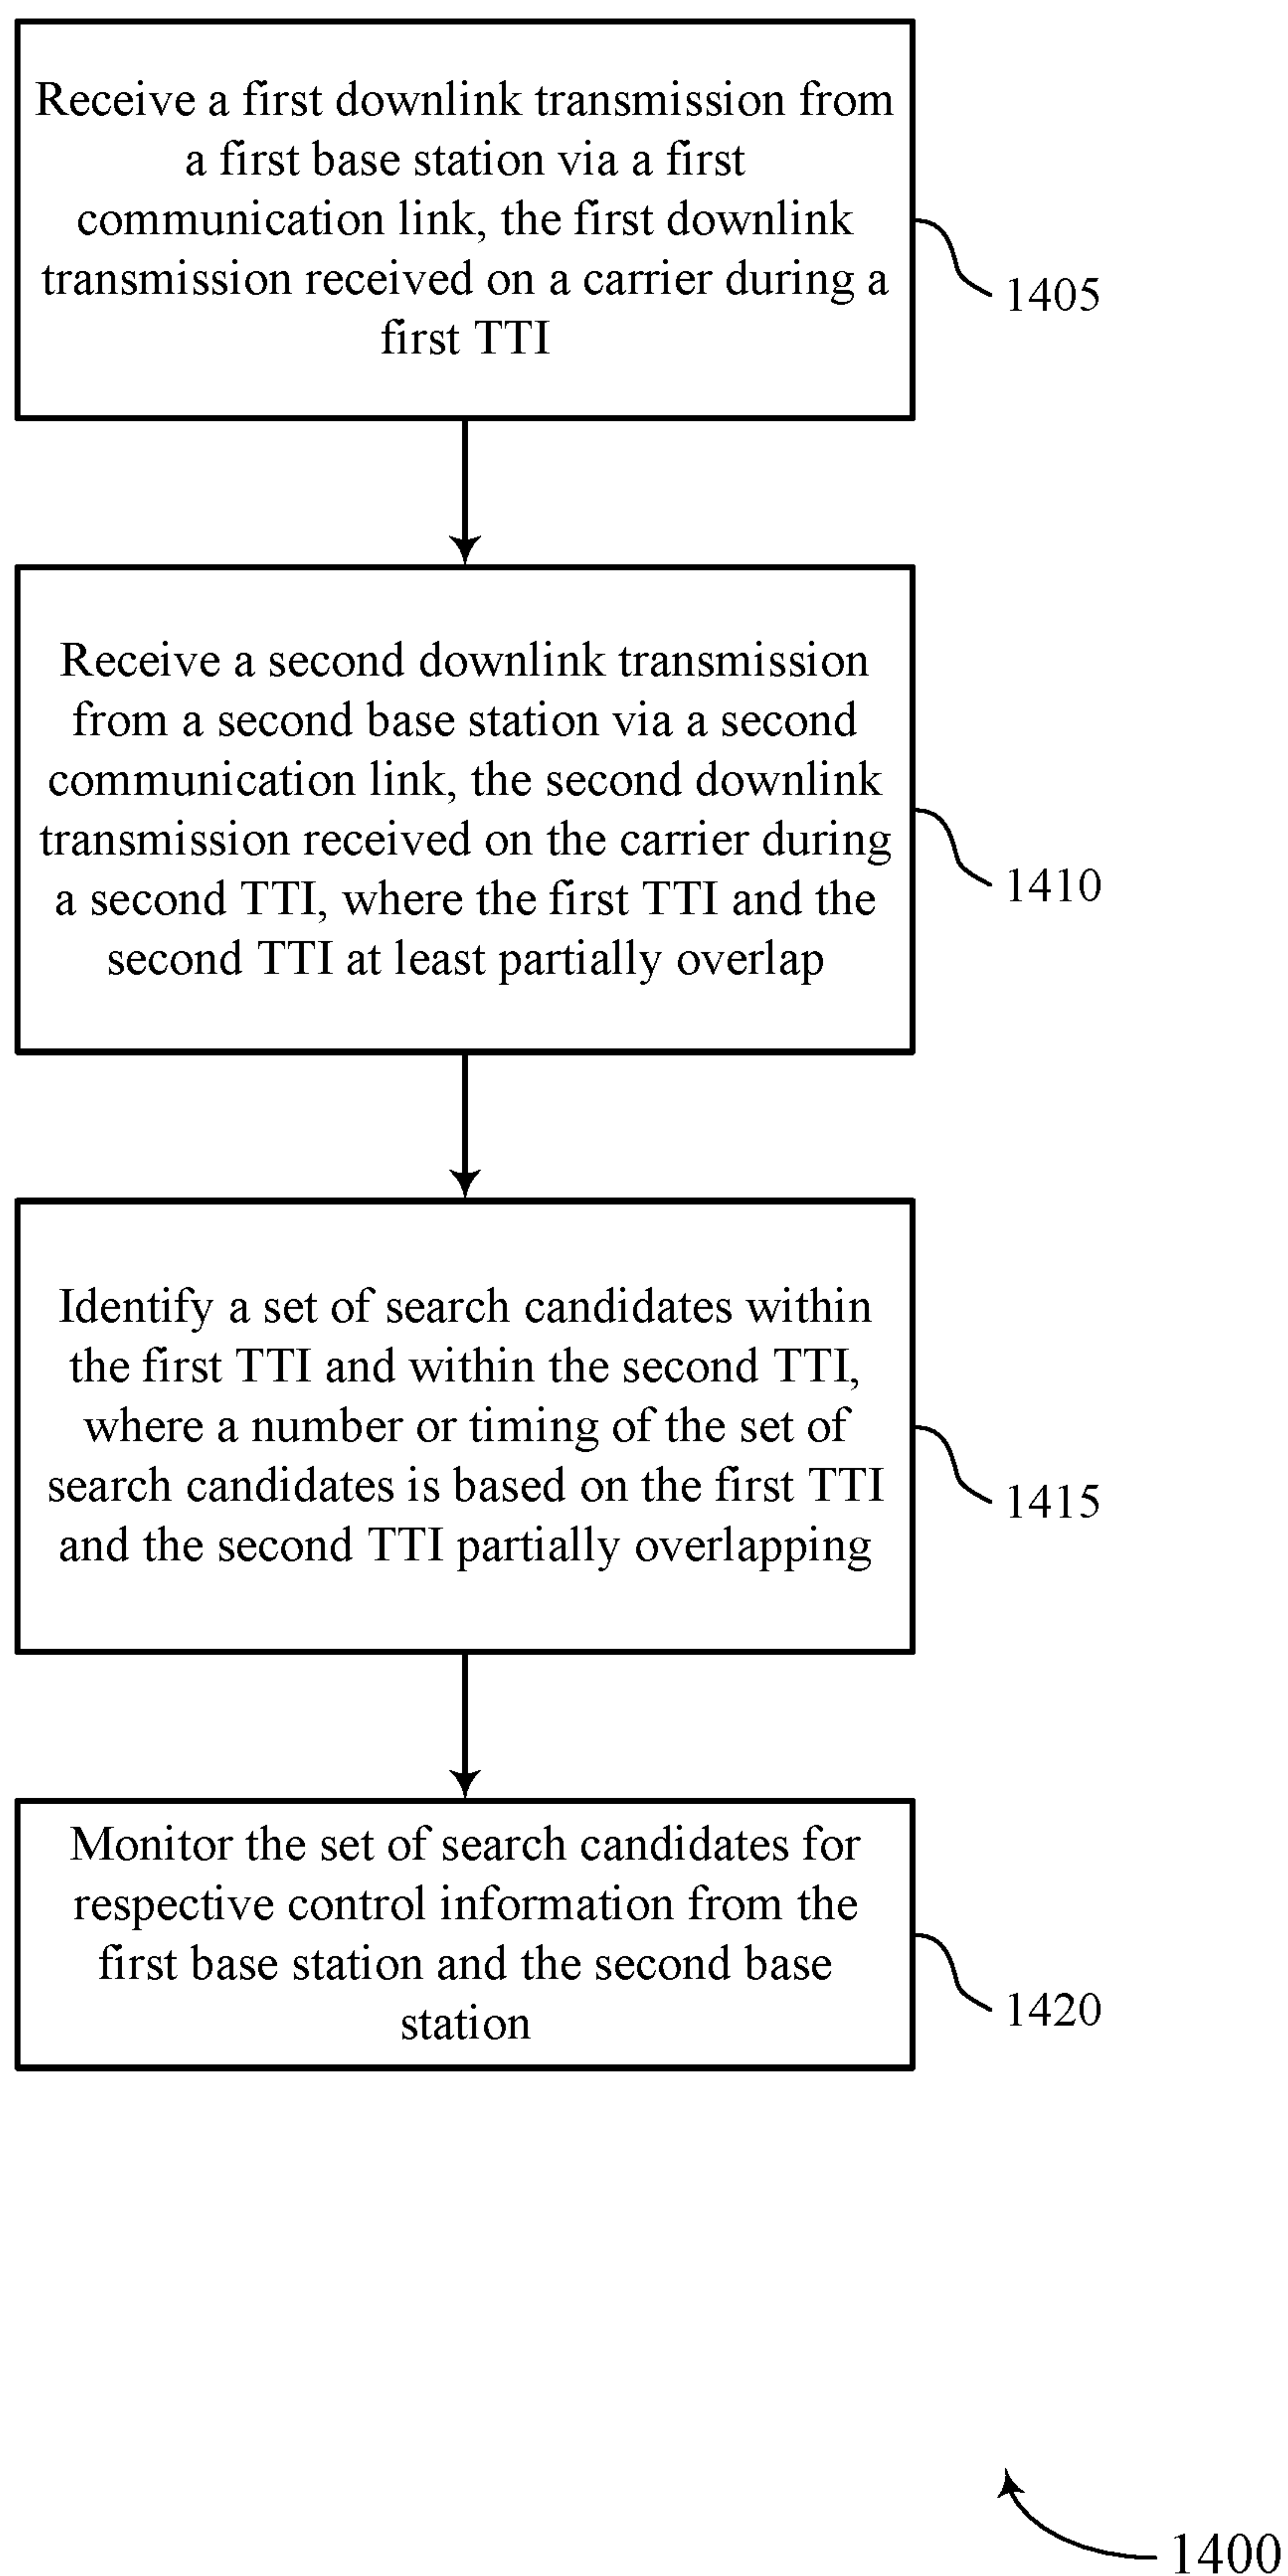 Receive a first downlink transmission from
a first base station via a first
communication link, the first downlink
transmission received on a carrier during a
first TTI
1405
Receive a second downlink transmission
from a second base station via a second
communication link, the second downlink
transmission received on the carrier during
a second TTI, where the first TTI and the
second TTI at least partially overlap
1410
Identify a set of search candidates within
the first TTI and within the second TTI,
where a number or timing of the set of
search candidates is based on the first TTI
and the second TTI partially overlapping
1415
Monitor the set of search candidates for
respective control information from the
first base station and the second base
station
1420
1400